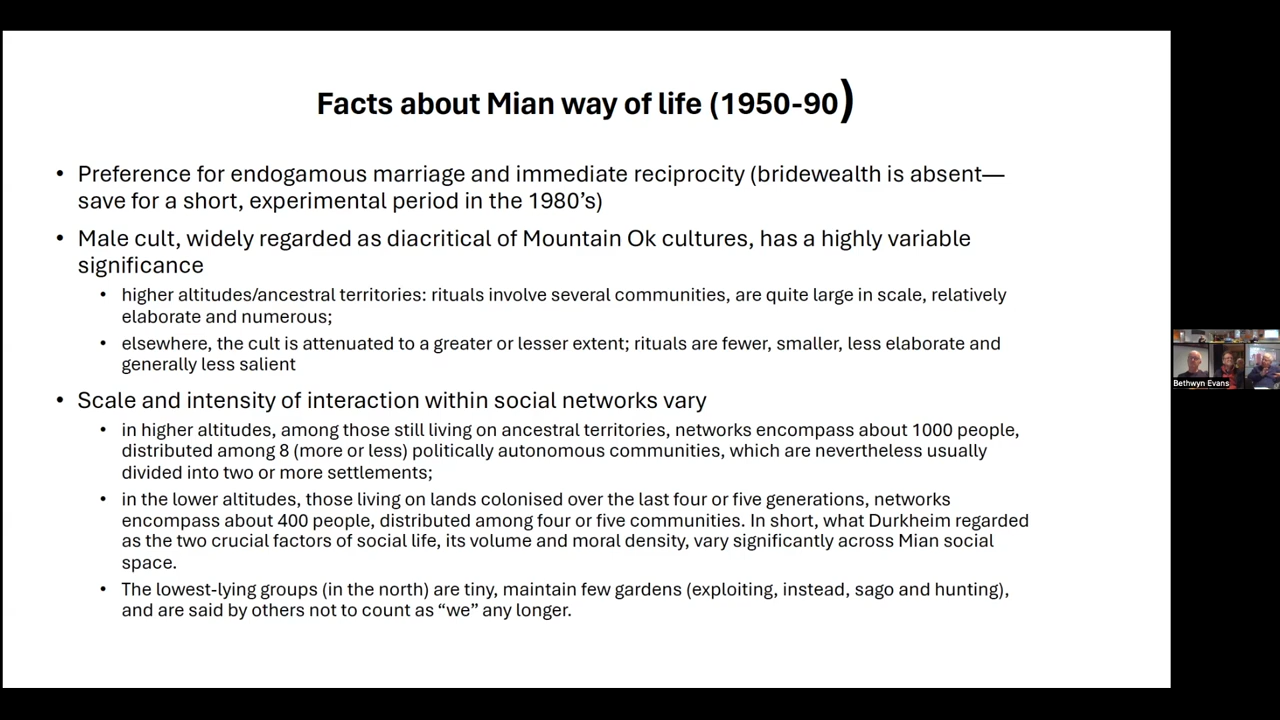 Facts about Mian way of life (1950-90)
• Preference for endogamous marriage and immediate reciprocity (bridewealth is absent—
save for a short, experimental period in the 1980’s)
• Male cult, widely regarded as diacritical of Mountain Ok cultures, has a highly variable
significance
• higher altitudes/ancestral territories: rituals involve several communities, are quite large in scale, relatively
elaborate and numerous;
• elsewhere, the cult is attenuated to a greater or lesser extent; rituals are fewer, smaller, less elaborate and
generally less salient
• Scale and intensity of interaction within social networks vary
• in higher altitudes, among those still living on ancestral territories, networks encompass about 1000 people,
distributed among 8 (more or less) politically autonomous communities, which are nevertheless usually
divided into two or more settlements;
• in the lower altitudes, those living on lands colonised over the last four or five generations, networks
encompass about 400 people, distributed among four or five communities. In short, what Durkheim regarded
as the two crucial factors of social life, its volume and moral density, vary significantly across Mian social
space.
• The lowest-lying groups (in the north) are tiny, maintain few gardens (exploiting, instead, sago and hunting),
and are said by others not to count as “we” any longer.
Bethwyn Evans